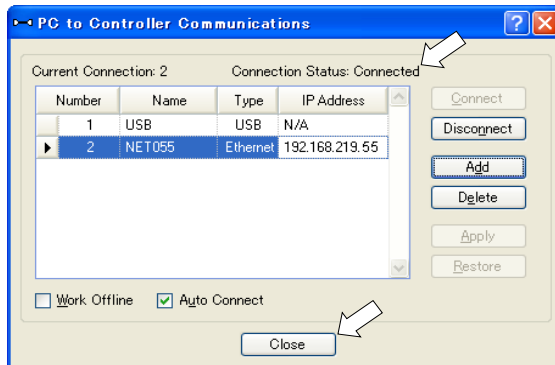 PC to Controller Communications
Current Connection: 2 Connection Status: Connected
Number Name Type IP Address
1 USB USB N/A
2 NET055 Ethernet 192.168.219.55
Connect
Disconnect
Add
Delete
Apply
Restore
Work Offline Auto Connect
Close